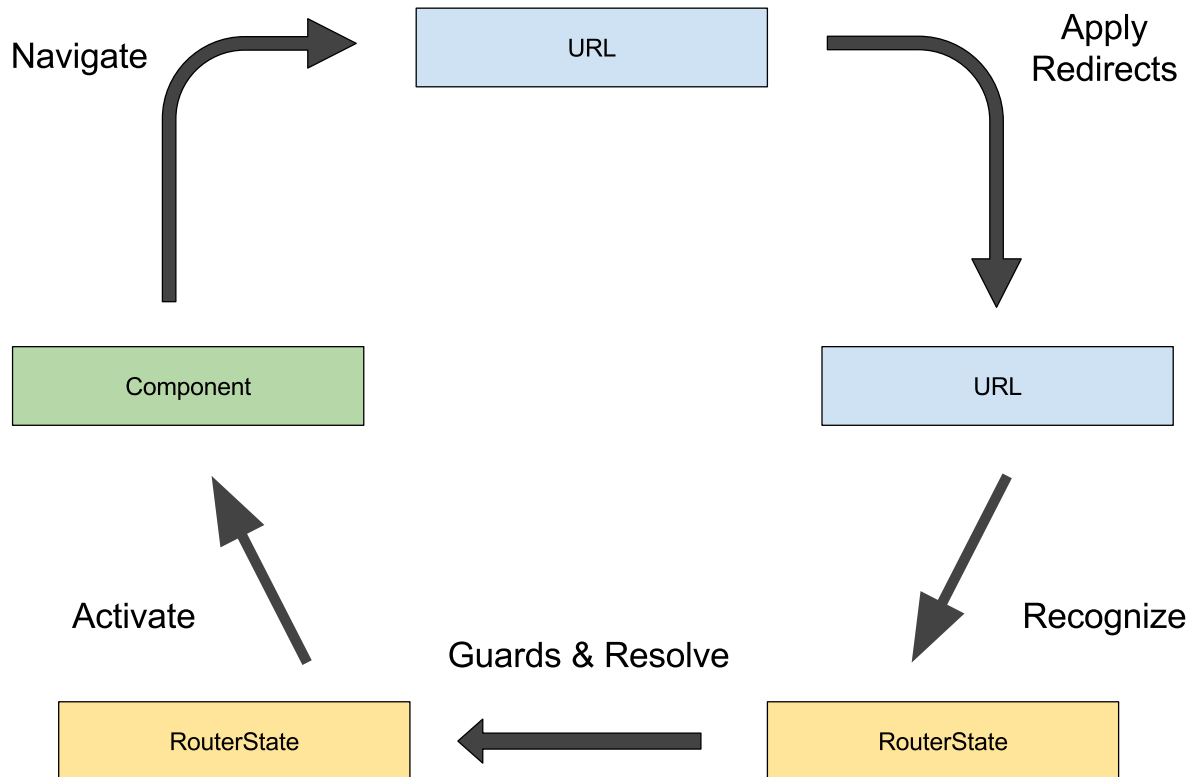 Navigate
URL
Apply
Redirects
Component
URL
Activate
Recognize
Guards & Resolve
RouterState
RouterState